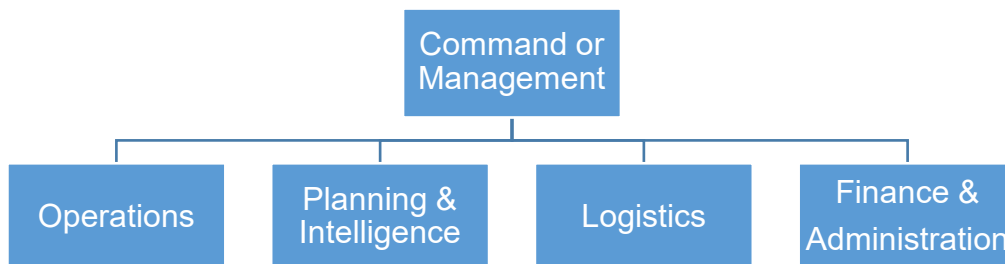 Command or
Management
Operations
Planning &
Intelligence
Logistics
Finance &
Administration